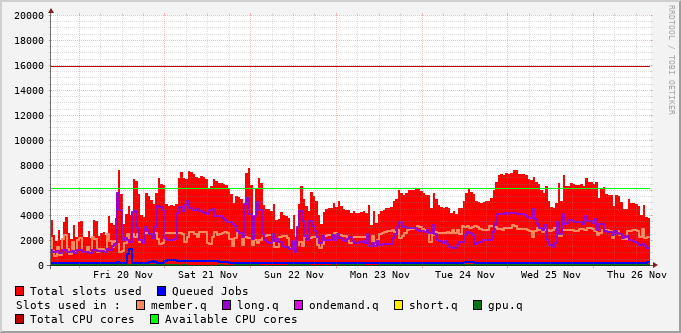 RRDTOOL / TOBI OETIKER
20000
18000
16000
14000
12000
10000
8000
6000
4000
2000
0
Fri 20 Nov Sat 21 Nov Sun 22 Nov Mon 23 Nov Tue 24 Nov Wed 25 Nov Thu 26 Nov
Total slots used Queued Jobs
Slots used in : member.q long.q ondemand.q short.q gpu.q
Total CPU cores Available CPU cores